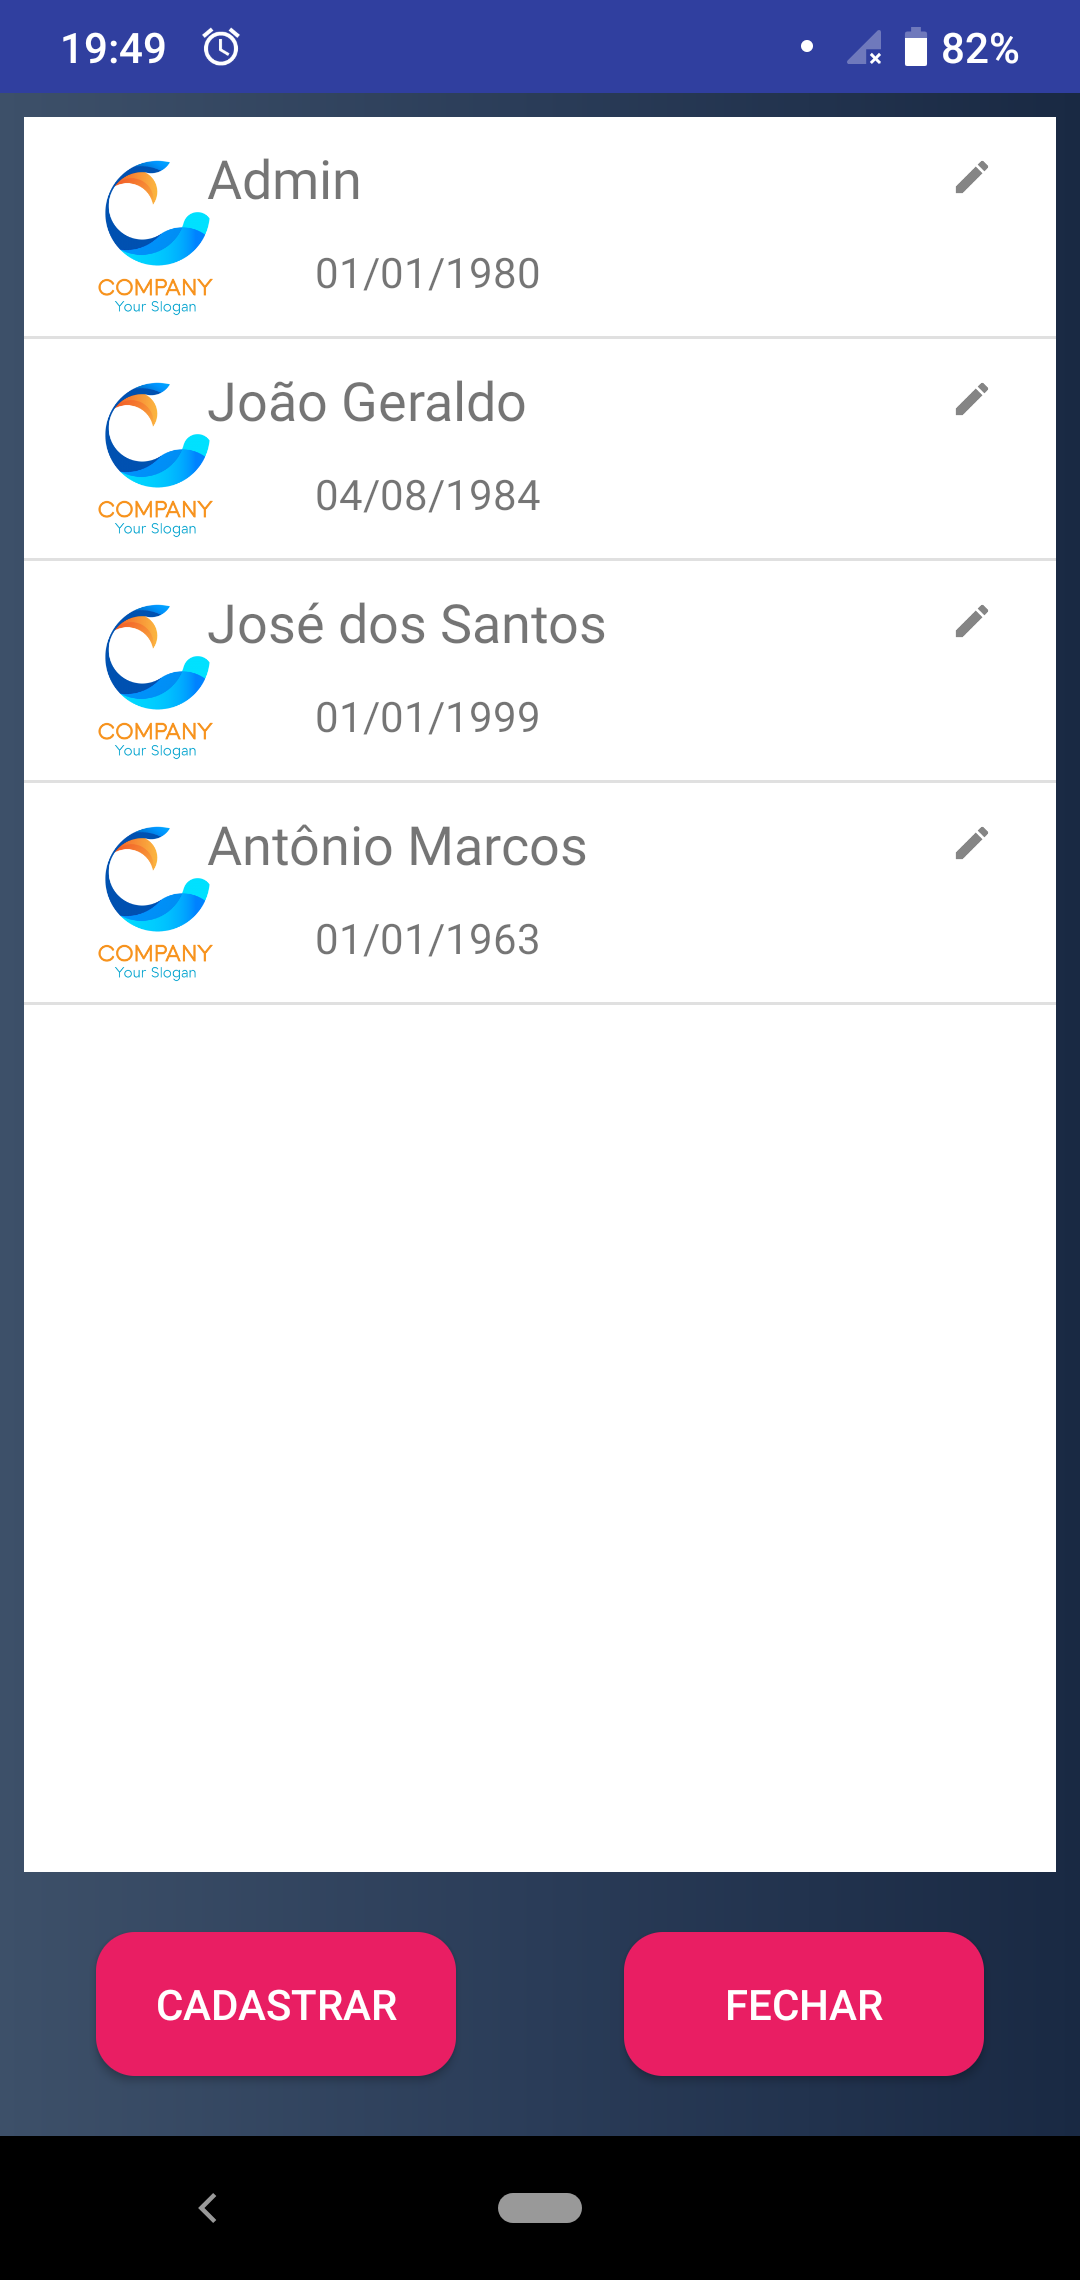 19:49 82%
Admin
01/01/1980
COMPANY
Your Slogan
João Geraldo
04/08/1984
COMPANY
Your Slogan
José dos Santos
01/01/1999
COMPANY
Your Slogan
Antônio Marcos
01/01/1963
COMPANY
Your Slogan
CADASTRAR FECHAR